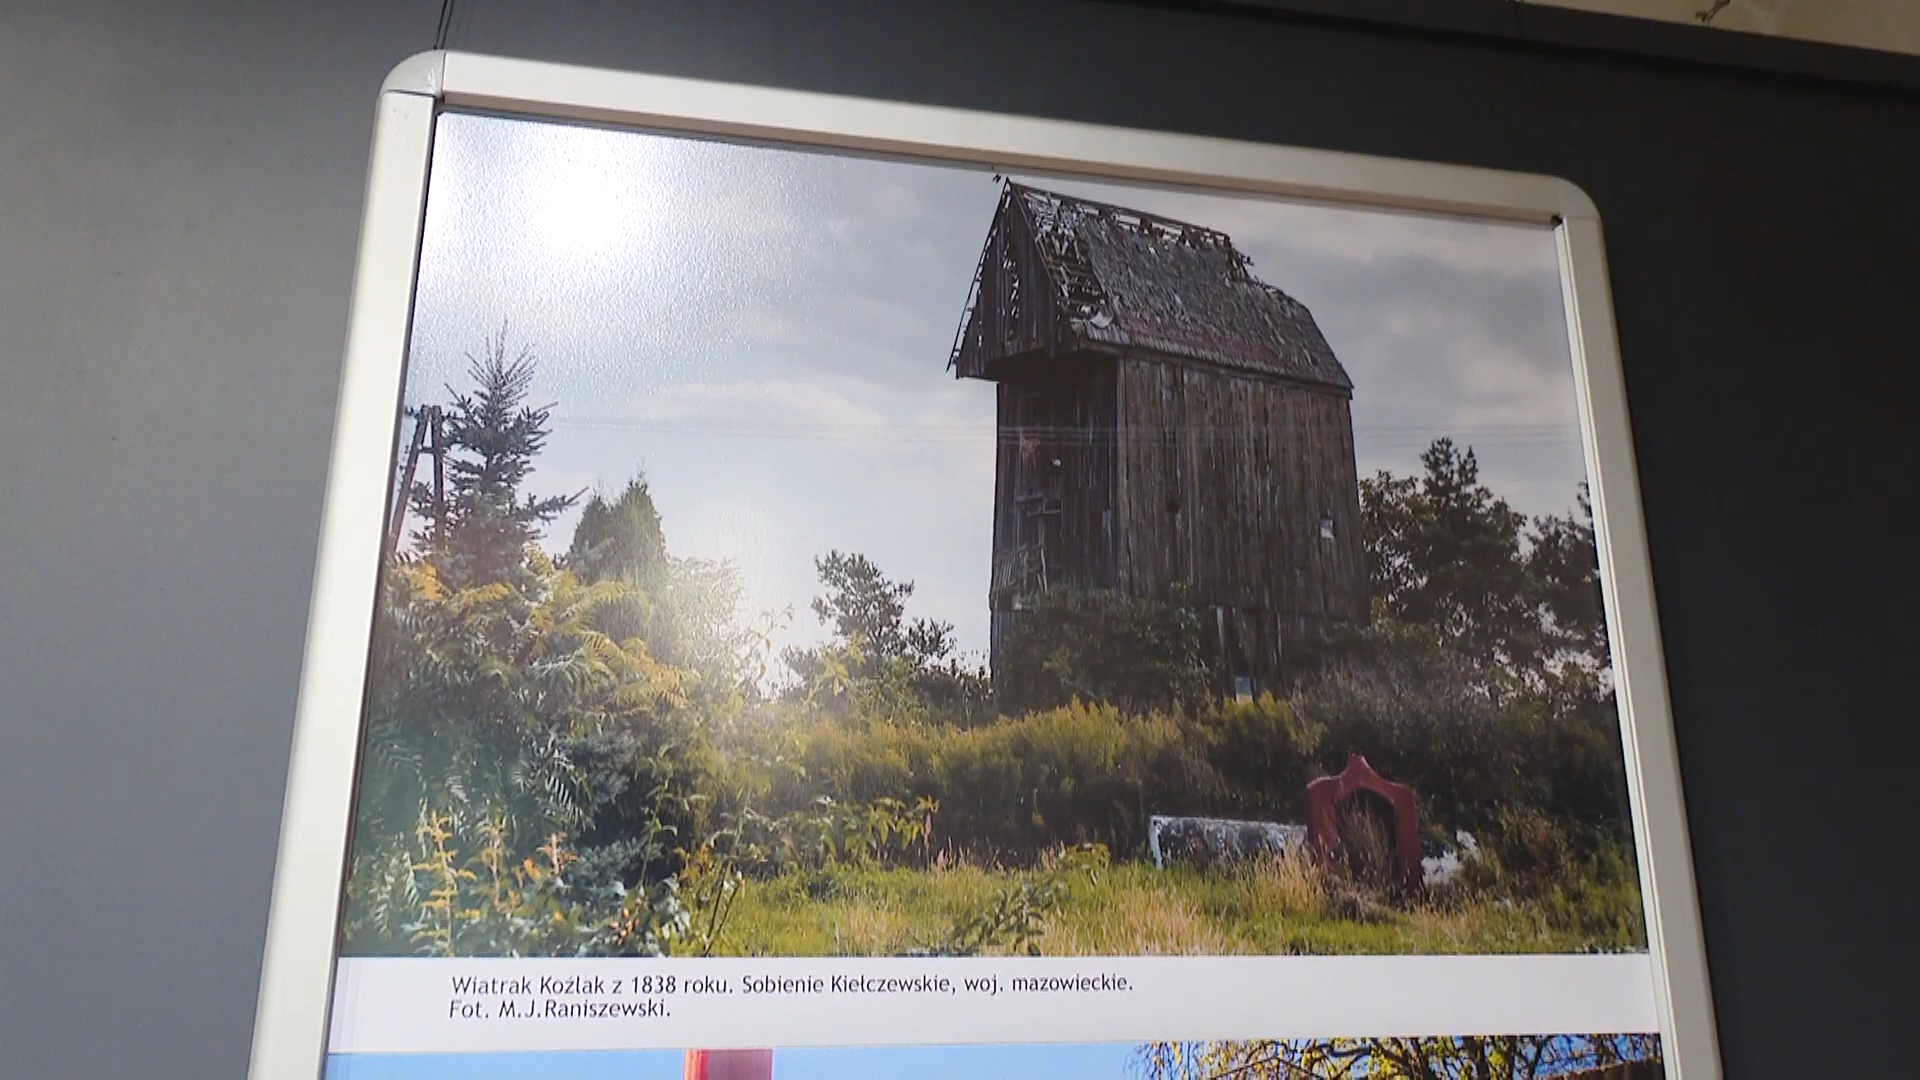 Wiatrak Koźlak z 1838 roku. Sobienie Kiełczewskie, woj. mazowieckie.
Fot. M.J.Raniszewski.